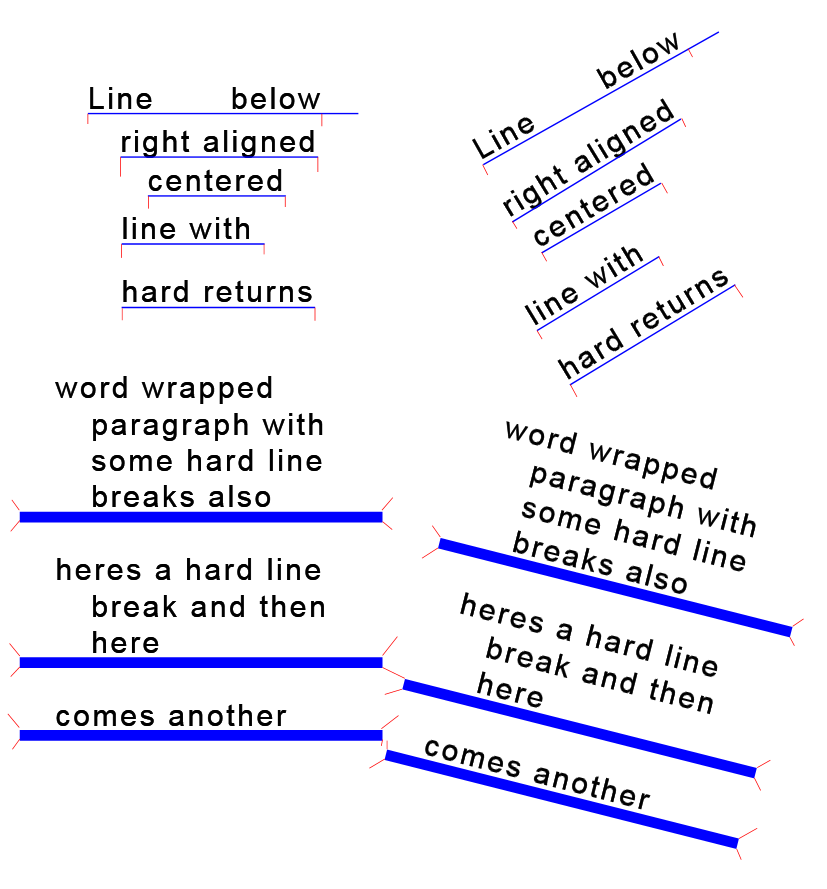 Line below
right aligned
centered
line with
hard returns
word wrapped
paragraph with
some hard line
breaks also
heres a hard line
break and then
here
comes another
Line below
right aligned
centered
line with
hard returns
word wrapped
paragraph with
some hard line
breaks also
heres a hard line
break and then
here
comes another